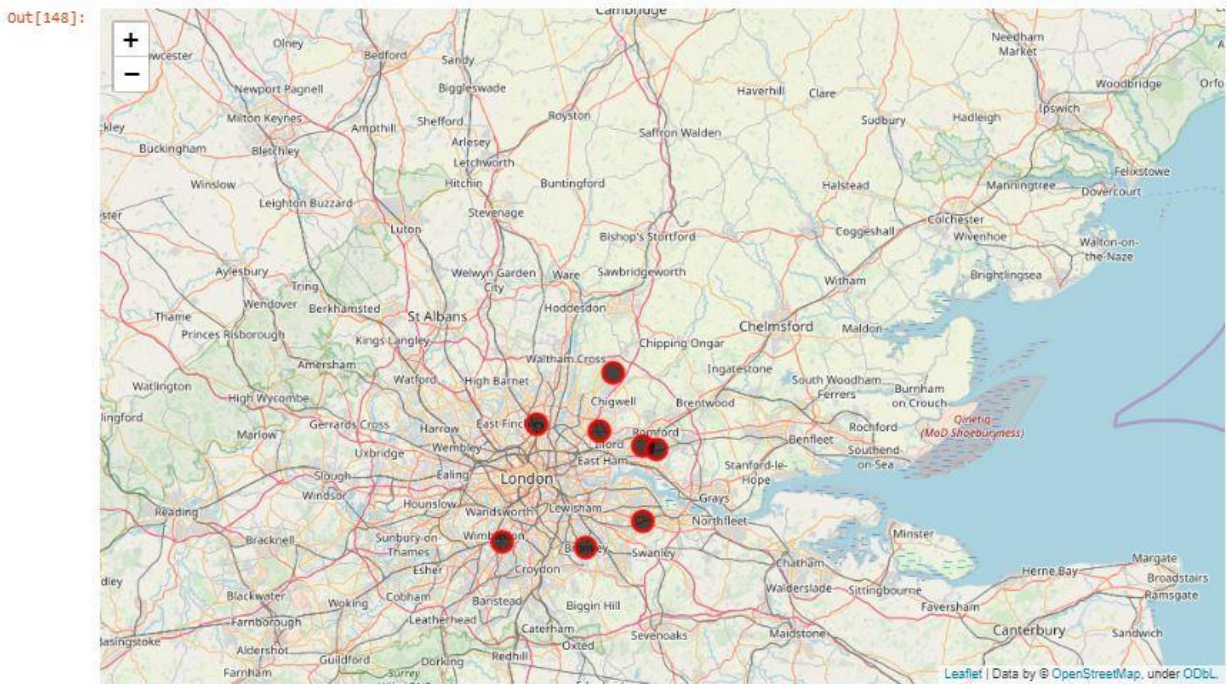 Out[148]:
+
−
Cambridge
Olney
Bedford
Sandy
Needham
Market
Newport Pagnell
Biggleswade
Haverhill
Clare
Woodbridge
Orfo
Milton Keynes
Ampthill
Shefford
Royston
Sudbury
Hadleigh
Ipswich
Buckingham
Bletchley
Arlesey
Saffron Walden
Letchworth
Winslow
Hitchin
Buntingford
Halstead
Manningtree
Felixstowe
Dovercourt
Leighton Buzzard
Stevenage
Luton
Bishop's Stortford
Coggeshall
Colchester
Wivenhoe
Walton-on-
the-Naze
Aylesbury
Tring
Welwyn Garden
City
Ware
Sawbridgeworth
Witham
Brightlingsea
Wendover
Berkhamsted
Hoddesdon
Thame
Princes Risborough
St Albans
Kings Langley
Chelmsford
Maldon
Amersham
Waltham Cross
Chipping Ongar
Ingatestone
Watlington
High Wycombe
Watford
High Barnet
Chigwell
Brentwood
South Woodham
Ferrers
Burnham
on Crouch
Marlow
Gerrards Cross
Harrow
East Finchley
Romford
Benfleet
Rochford
Qinetiq
(MoD Shoeburyness)
Uxbridge
Wembley
Ilford
East Ham
Southend-
on-Sea
Slough
Ealing
London
Stanford-le-
Hope
Windsor
Hounslow
Wandsworth
Lewisham
Grays
Northfleet
Reading
Bracknell
Sunbury-on-
Thames
Wimbledon
Bromley
Swanley
Chatham
Minster
Esher
Croydon
Herne Bay
Margate
Broadstairs
Ramsgate
Blackwater
Woking
Cobham
Banstead
Biggin Hill
Walderslade
Sittingbourne
Faversham
Basingstoke
Farnborough
Leatherhead
Caterham
Oxted
Sevenoaks
Maidstone
Canterbury
Sandwich
Aldershot
Guildford
Dorking
Redhill
Farnham
Surrey
Leaflet | Data by © OpenStreetMap, under ODbL.